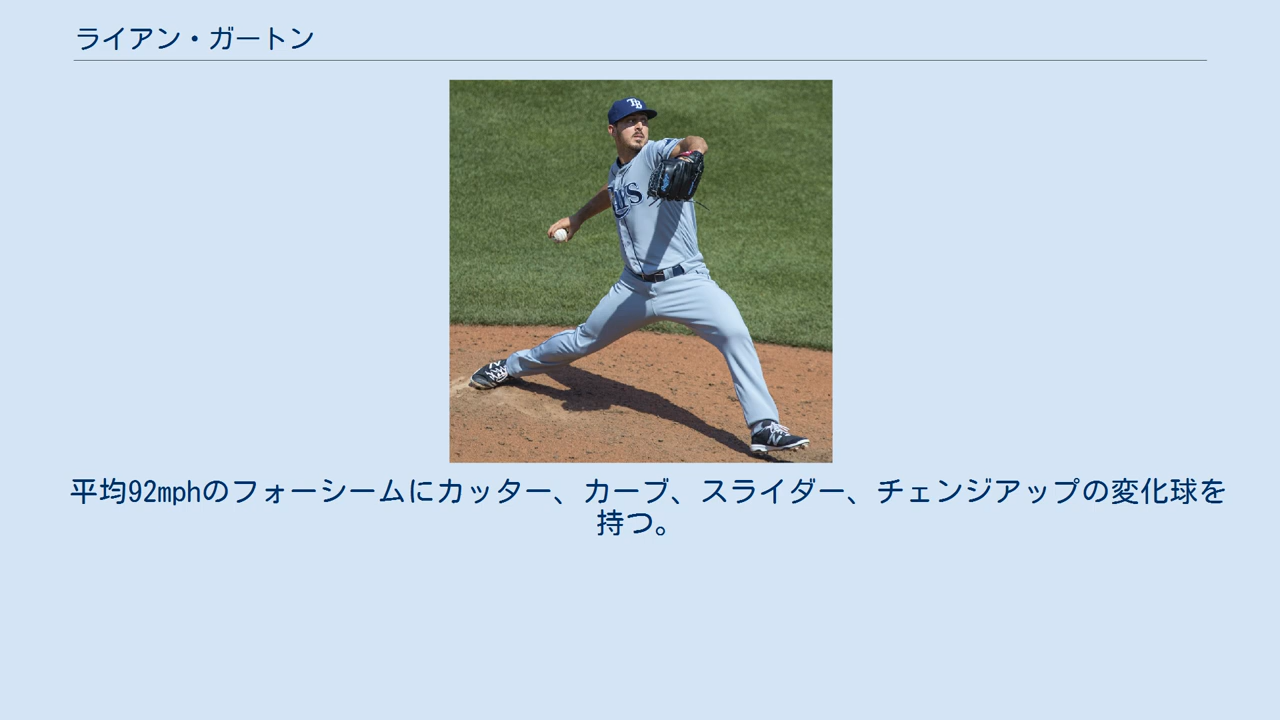 ライアン・ガートン
TB
平均92mphのフォーシームにカッター、カーブ、スライダー、チェンジアップの変化球を
持つ。